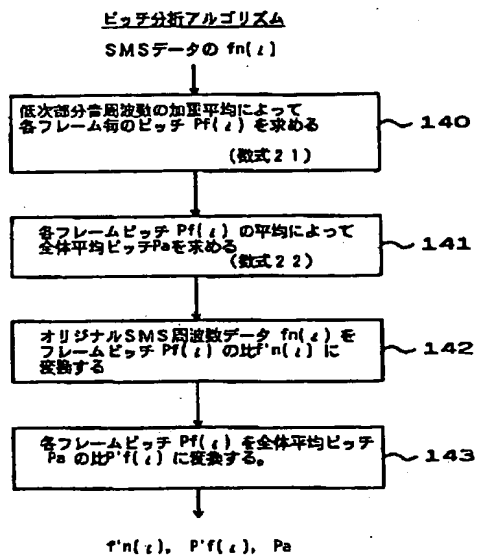 ピッチ分析アルゴリズム
SMSデータの fn(ι)
低次部分音周波数の加重平均によって
各フレーム毎のピッチ Pf(ι) を求める
(数式21)
140
各フレームピッチ Pf(ι) の平均によって
全体平均ピッチPaを求める
(数式22)
141
オリジナルSMS周波数データ fn(ι) を
フレームピッチ Pf(ι) の比f'n(ι) に
変換する
142
各フレームピッチ Pf(ι) を全体平均ピッチ
Pa の比P'f(ι) に変換する。
143
f'n(ι), P'f(ι), Pa